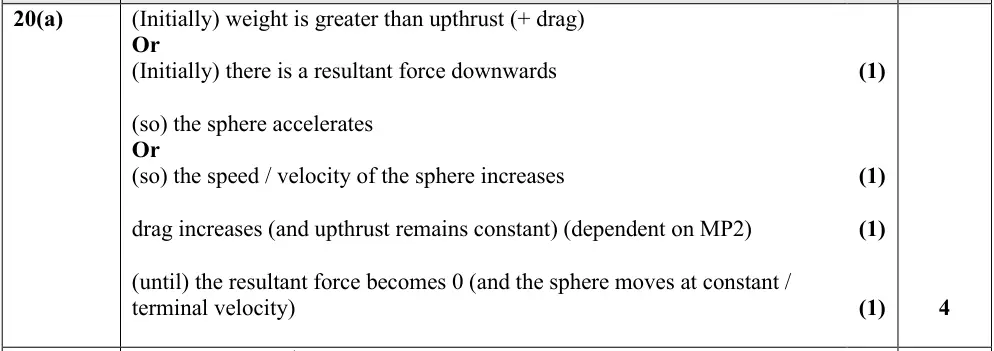 20(a) (Initially) weight is greater than upthrust (+ drag)
Or
(Initially) there is a resultant force downwards (1)
(so) the sphere accelerates
Or
(so) the speed / velocity of the sphere increases (1)
drag increases (and upthrust remains constant) (dependent on MP2) (1)
(until) the resultant force becomes 0 (and the sphere moves at constant /
terminal velocity) (1) 4